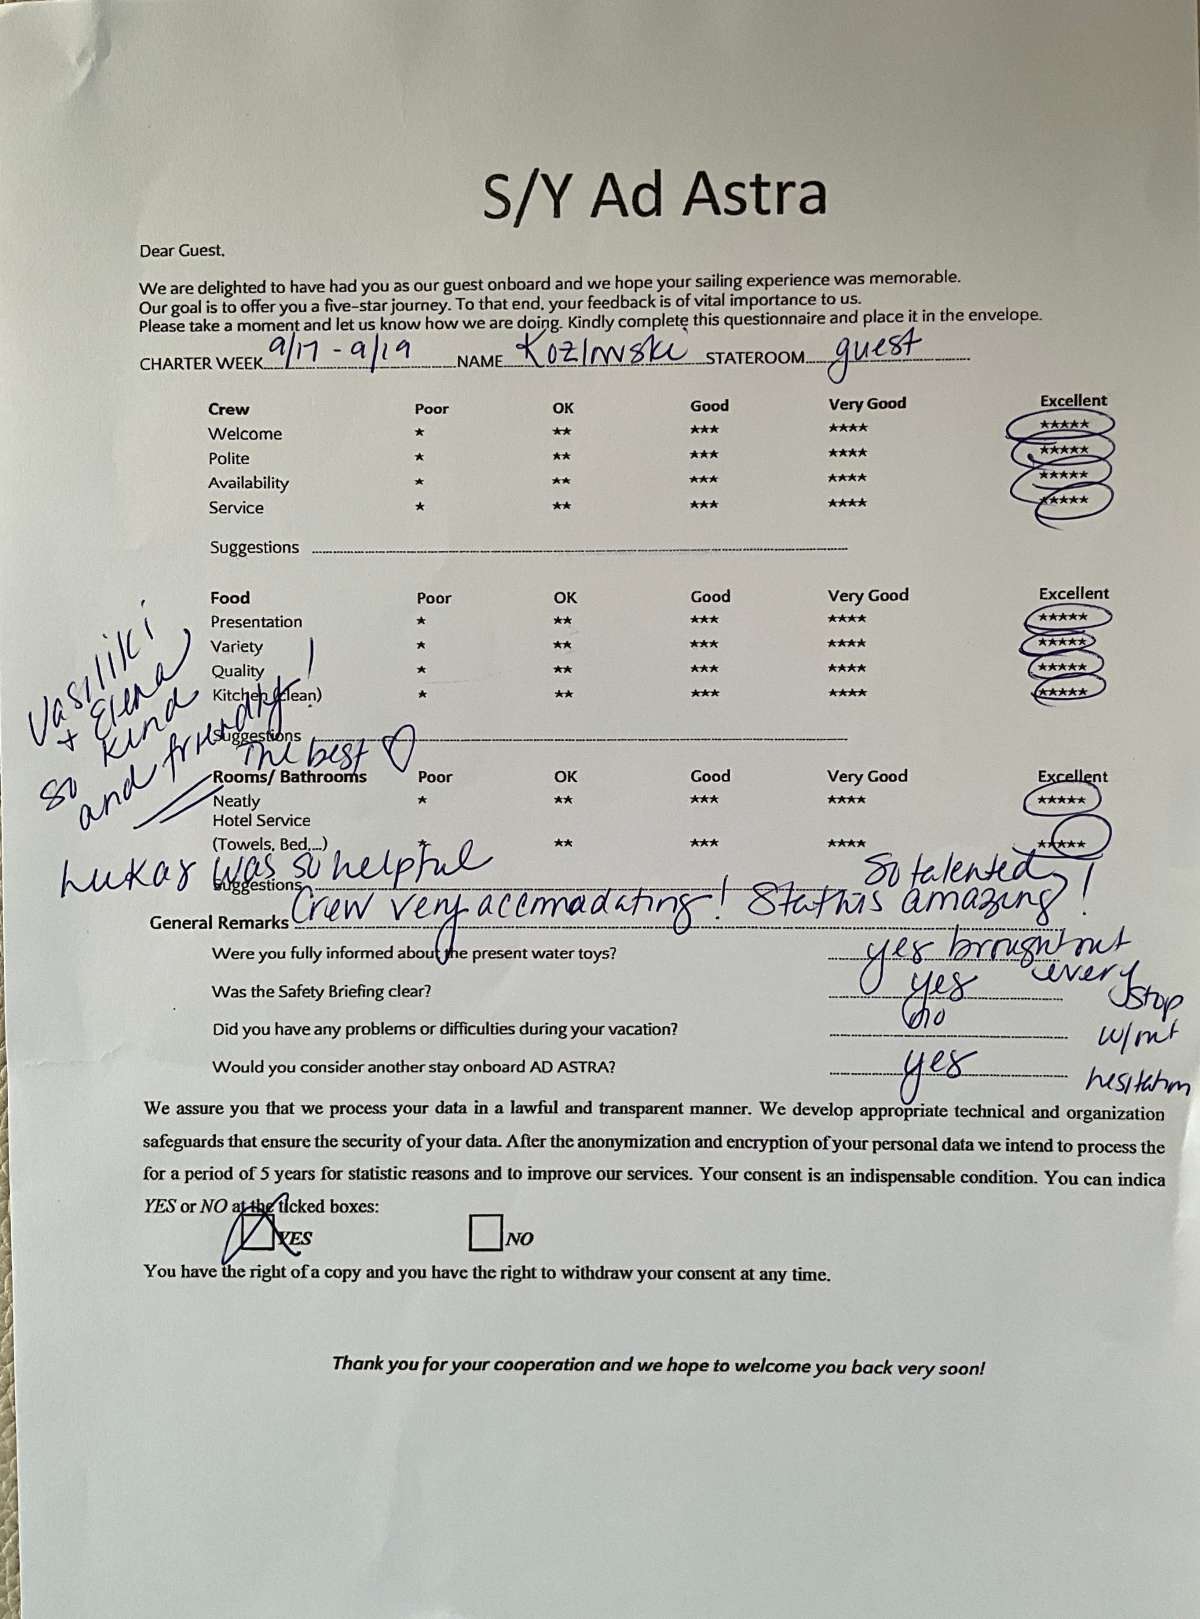 S/Y Ad Astra
Dear Guest,
We are delighted to have had you as our guest onboard and we hope your sailing experience was memorable.
Our goal is to offer you a five-star journey. To that end, your feedback is of vital importance to us.
Please take a moment and let us know how we are doing. Kindly complete this questionnaire and place it in the envelope.
CHARTER WEEK 9/17 - 9/19 NAME Kozlowski STATEROOM guest
Crew Poor OK Good Very Good Excellent
Welcome * ** *** **** *****
Polite * ** *** **** *****
Availability * ** *** **** *****
Service * ** *** **** *****
Suggestions
Food Poor OK Good Very Good Excellent
Presentation * ** *** **** *****
Variety * ** *** **** *****
Quality * ** *** **** *****
Kitchen (clean) * ** *** **** *****
Suggestions
Vasiliki
+ Elena
so kind
and friendly!
The best ♡
Rooms/ Bathrooms Poor OK Good Very Good Excellent
Neatly * ** *** **** *****
Hotel Service
(Towels, Bed,...) * ** *** **** *****
Lukas was so helpful
Suggestions
So talented
General Remarks Crew very accomadating! Stathis amazing!
Were you fully informed about the present water toys? yes brought out
every
stop
Was the Safety Briefing clear? yes
Did you have any problems or difficulties during your vacation? no
Would you consider another stay onboard AD ASTRA? yes
w/out
hesitation
We assure you that we process your data in a lawful and transparent manner. We develop appropriate technical and organization
safeguards that ensure the security of your data. After the anonymization and encryption of your personal data we intend to process the
for a period of 5 years for statistic reasons and to improve our services. Your consent is an indispensable condition. You can indica
YES or NO at the ticked boxes:
YES NO
You have the right of a copy and you have the right to withdraw your consent at any time.
Thank you for your cooperation and we hope to welcome you back very soon!